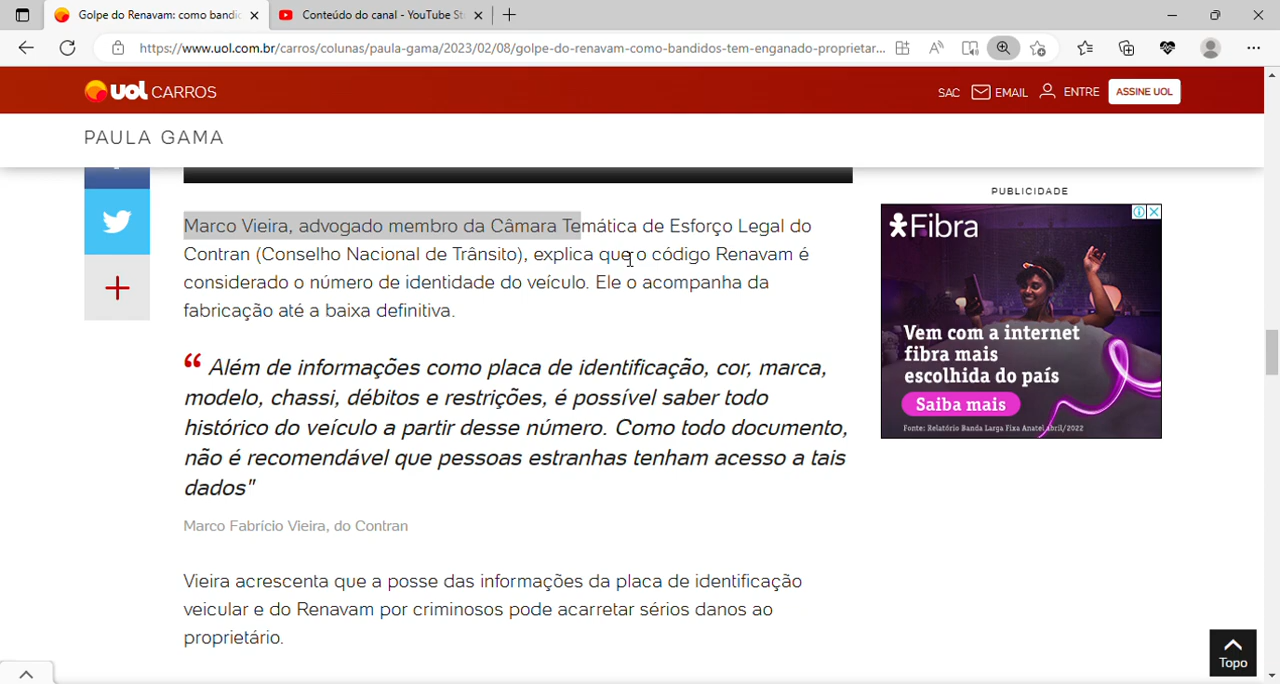 Golpe do Renavam: como bandic
Conteúdo do canal - YouTube St
https://www.uol.com.br/carros/colunas/paula-gama/2023/02/08/golpe-do-renavam-como-bandidos-tem-enganado-proprietar...
uol CARROS
SAC EMAIL ENTRE ASSINE UOL
PAULA GAMA
PUBLICIDADE
Marco Vieira, advogado membro da Câmara Temática de Esforço Legal do
Contran (Conselho Nacional de Trânsito), explica que o código Renavam é
considerado o número de identidade do veículo. Ele o acompanha da
fabricação até a baixa definitiva.
“ Além de informações como placa de identificação, cor, marca,
modelo, chassi, débitos e restrições, é possível saber todo
histórico do veículo a partir desse número. Como todo documento,
não é recomendável que pessoas estranhas tenham acesso a tais
dados"
Marco Fabrício Vieira, do Contran
Vieira acrescenta que a posse das informações da placa de identificação
veicular e do Renavam por criminosos pode acarretar sérios danos ao
proprietário.
Fibra
Vem com a internet
fibra mais
escolhida do país
Saiba mais
Fonte: Relatório Banda Larga Fixa Anatel abril/2022
Topo